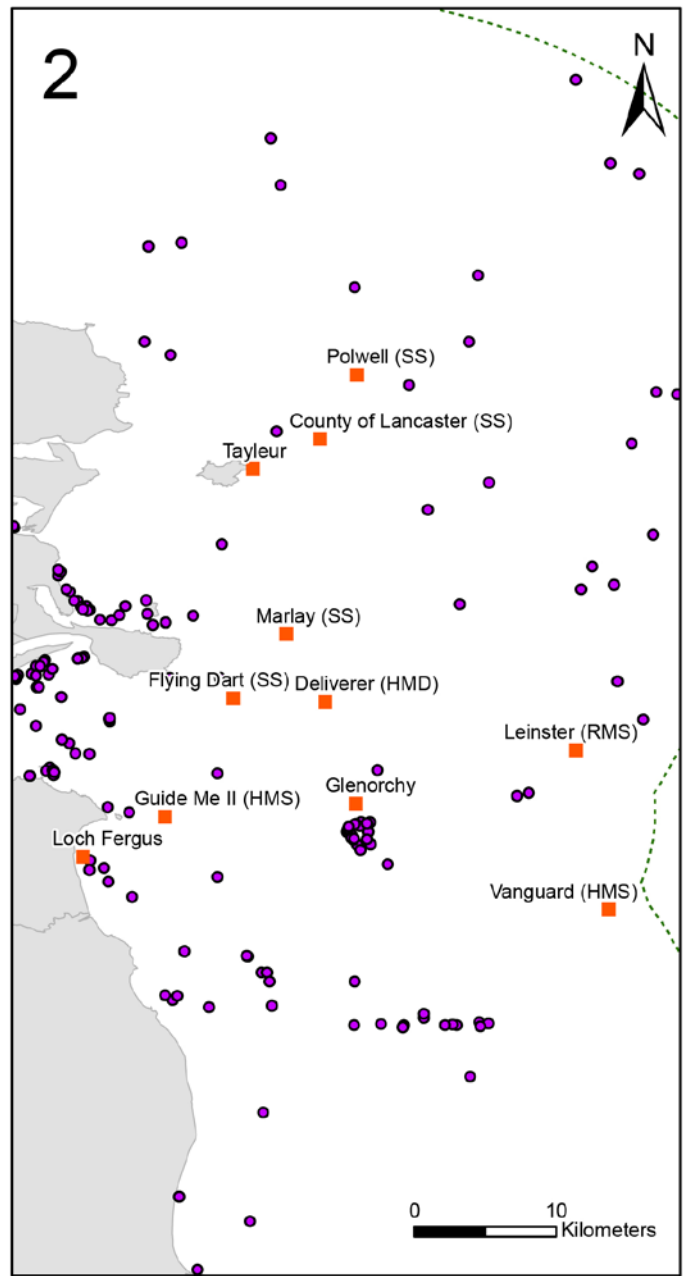 2
N
Polwell (SS)
County of Lancaster (SS)
Tayleur
Marlay (SS)
Flying Dart (SS)
Deliverer (HMD)
Leinster (RMS)
Glenorchy
Guide Me II (HMS)
Loch Fergus
Vanguard (HMS)
0 10
Kilometers